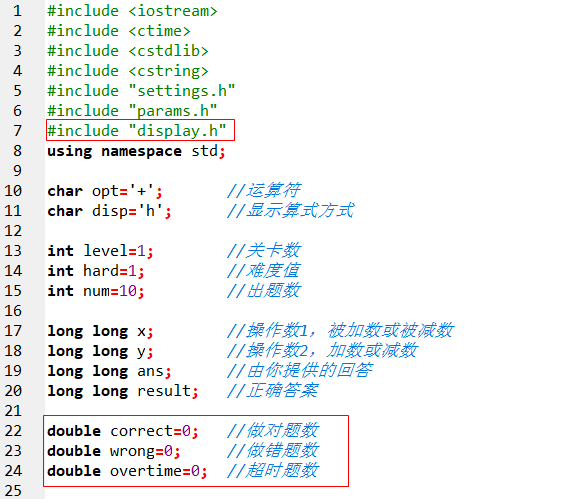 1 #include <iostream>
2 #include <ctime>
3 #include <cstdlib>
4 #include <cstring>
5 #include "settings.h"
6 #include "params.h"
7 #include "display.h"
8 using namespace std;
9
10 char opt='+'; //运算符
11 char disp='h'; //显示算式方式
12
13 int level=1; //关卡数
14 int hard=1; //难度值
15 int num=10; //出题数
16
17 long long x; //操作数1，被加数或被减数
18 long long y; //操作数2，加数或减数
19 long long ans; //由你提供的回答
20 long long result; //正确答案
21
22 double correct=0; //做对题数
23 double wrong=0; //做错题数
24 double overtime=0; //超时题数
25